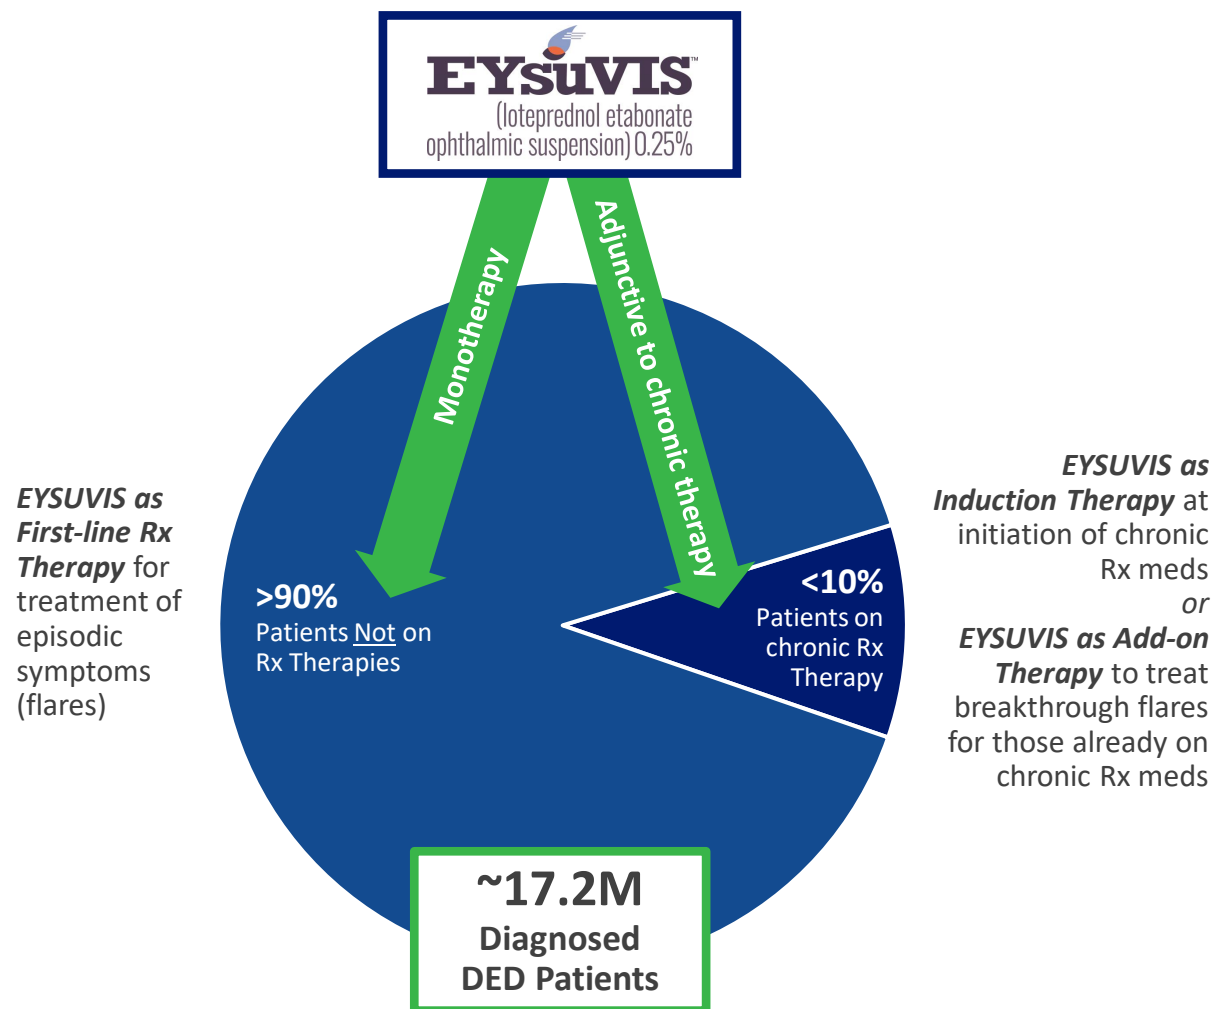 EYSUVIS™
(loteprednol etabonate
ophthalmic suspension) 0.25%
Monotherapy
Adjunctive to chronic therapy
EYSUVIS as
First-line Rx
Therapy for
treatment of
episodic
symptoms
(flares)
>90%
Patients Not on
Rx Therapies
<10%
Patients on
chronic Rx
Therapy
EYSUVIS as
Induction Therapy at
initiation of chronic
Rx meds
or
EYSUVIS as Add-on
Therapy to treat
breakthrough flares
for those already on
chronic Rx meds
~17.2M
Diagnosed
DED Patients